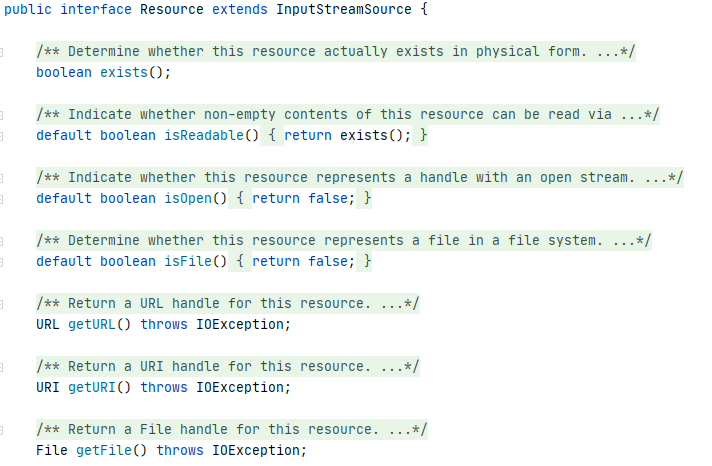 public interface Resource extends InputStreamSource {
/** Determine whether this resource actually exists in physical form. ...*/
boolean exists();
/** Indicate whether non-empty contents of this resource can be read via ...*/
default boolean isReadable() { return exists(); }
/** Indicate whether this resource represents a handle with an open stream. ...*/
default boolean isOpen() { return false; }
/** Determine whether this resource represents a file in a file system. ...*/
default boolean isFile() { return false; }
/** Return a URL handle for this resource. ...*/
URL getURL() throws IOException;
/** Return a URI handle for this resource. ...*/
URI getURI() throws IOException;
/** Return a File handle for this resource. ...*/
File getFile() throws IOException;